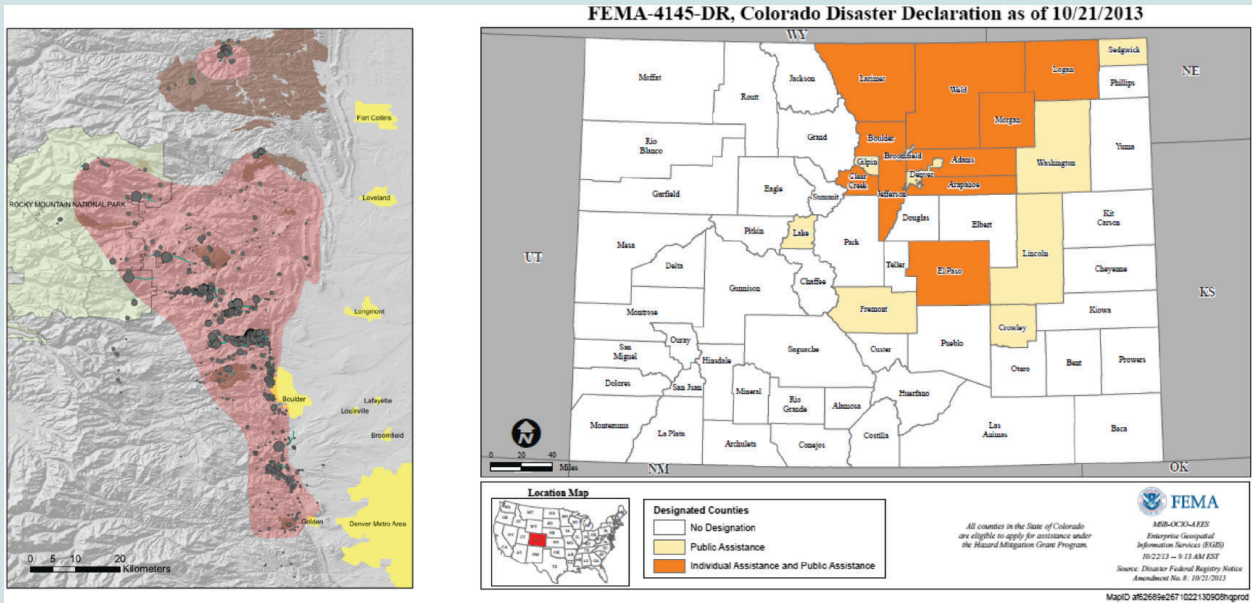 FEMA-4145-DR, Colorado Disaster Declaration as of 10/21/2013
Fort Collins
ROCKY MOUNTAIN NATIONAL PARK
Loveland
Longmont
Boulder
Lafayette
Louisville
Broomfield
Golden
Denver Metro Area
0 5 10 20
Kilometers
WY
NE
UT
KS
NM
OK
Moffat
Routt
Jackson
Larimer
Weld
Logan
Sedgwick
Phillips
Morgan
Grand
Boulder
Rio
Blanco
Broomfield
Gilpin
Adams
Washington
Yuma
Denver
Clear
Creek
Arapahoe
Jefferson
Garfield
Eagle
Summit
Douglas
Elbert
Kit
Carson
Pitkin
Lake
Park
Mesa
Lincoln
Delta
Teller
El Paso
Cheyenne
Gunnison
Chaffee
Kiowa
Fremont
Montrose
Crowley
Ouray
Pueblo
San
Miguel
Saguache
Custer
Hinsdale
Otero
Bent
Prowers
Dolores
San Juan
Mineral
Rio
Grande
Alamosa
Huerfano
Montezuma
La Plata
Archuleta
Conejos
Costilla
Las
Animas
Baca
N
0 20 40
Miles
Location Map
Designated Counties
No Designation
Public Assistance
Individual Assistance and Public Assistance
All counties in the State of Colorado
are eligible to apply for assistance under
the Hazard Mitigation Grant Program.
FEMA
MSB-OCIO-AEES
Enterprise Geospatial
Information Services (EGIS)
10/22/13 -- 9:13 AM EST
Source: Disaster Federal Registry Notice
Amendment No. 8: 10/21/2013
MapID af62689e2671022130908hqprod